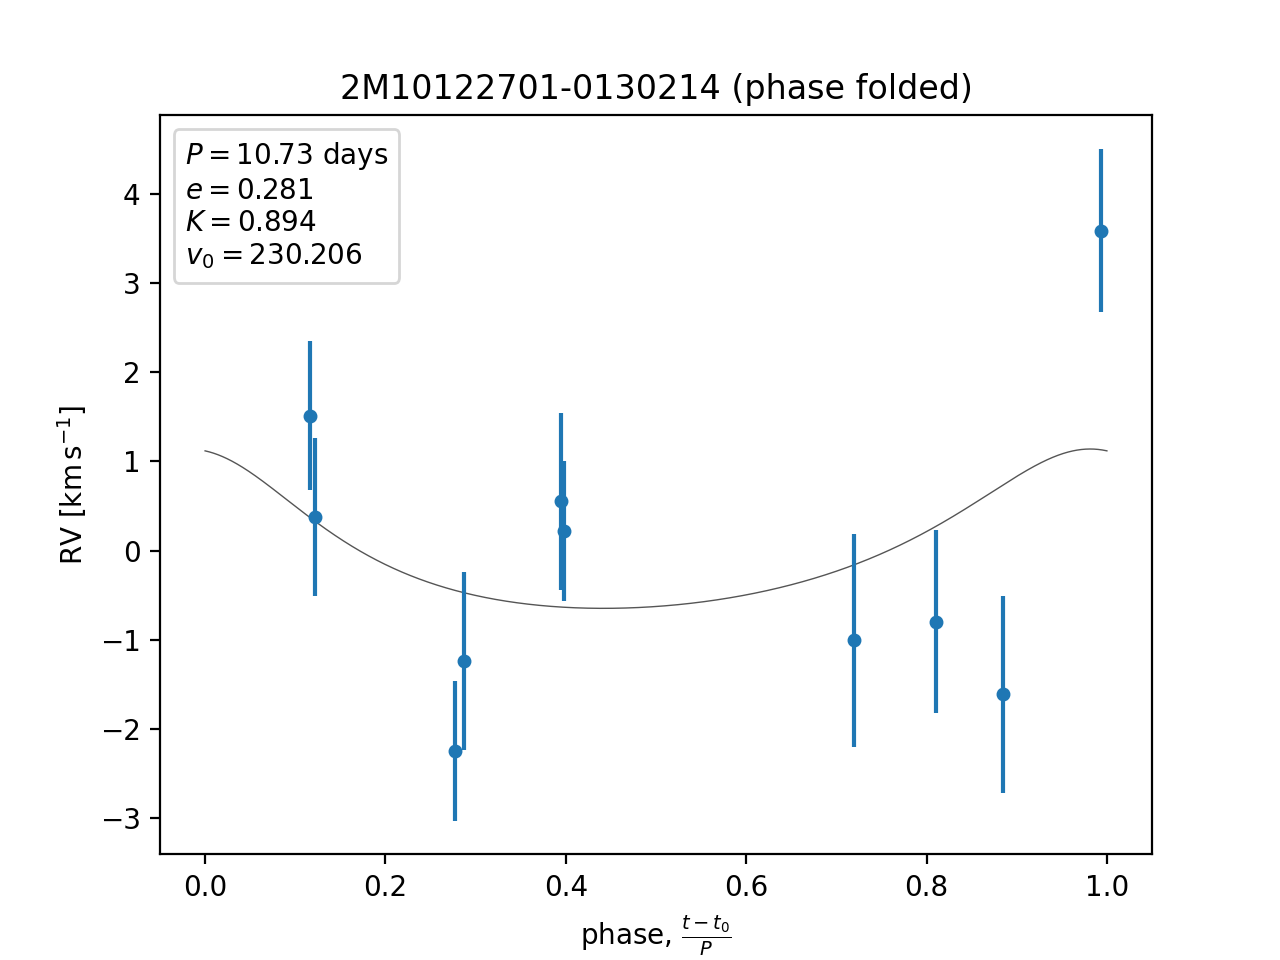 2M10122701-0130214 (phase folded)
P = 10.73 days
e = 0.281
K = 0.894
v₀ = 230.206
4
3
2
1
0
−1
−2
−3
RV [km s⁻¹]
0.0 0.2 0.4 0.6 0.8 1.0
phase, (t − t₀)/P